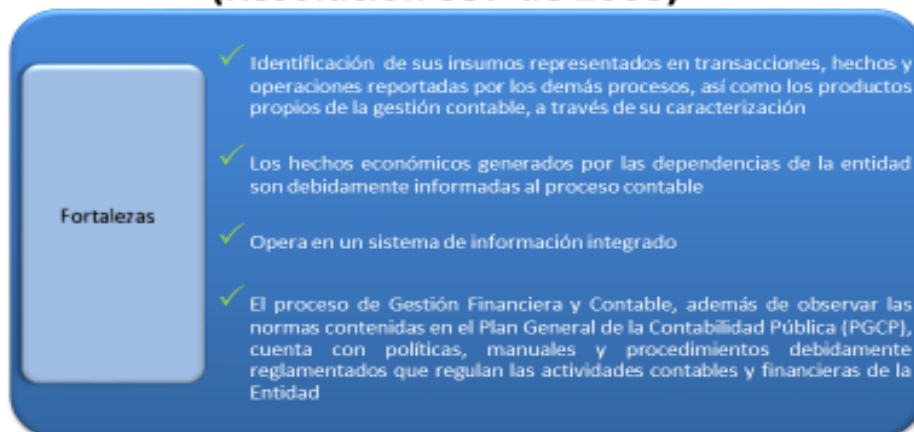 Identificación de sus insumos representados en transacciones, hechos y
operaciones reportadas por los demás procesos, así como los productos
propios de la gestión contable, a través de su caracterización
Los hechos económicos generados por las dependencias de la entidad
son debidamente informadas al proceso contable
Fortalezas
Opera en un sistema de información integrado
El proceso de Gestión Financiera y Contable, además de observar las
normas contenidas en el Plan General de la Contabilidad Pública (PGCP),
cuenta con políticas, manuales y procedimientos debidamente
reglamentados que regulan las actividades contables y financieras de la
Entidad